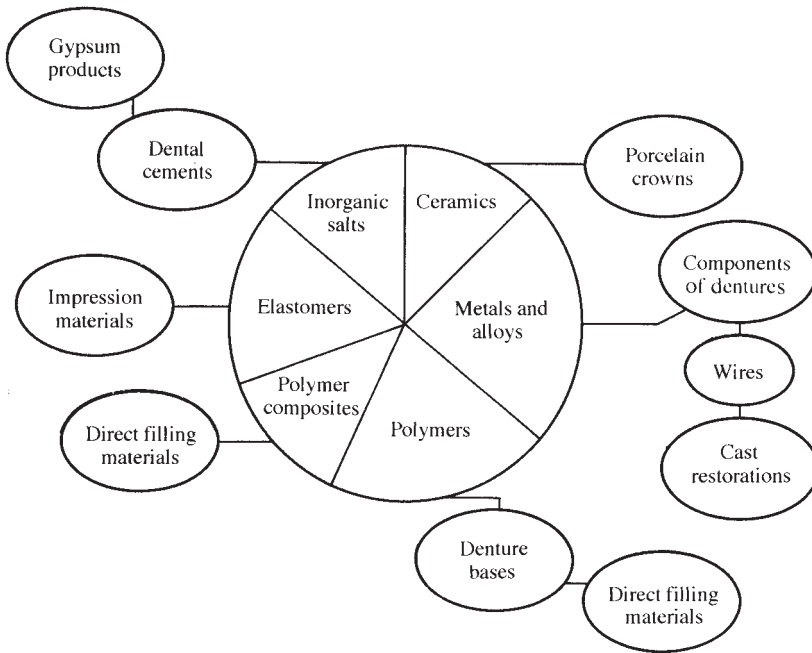 Gypsum
products
Dental
cements
Porcelain
crowns
Inorganic
salts
Ceramics
Components
of dentures
Impression
materials
Elastomers
Metals and
alloys
Wires
Polymer
composites
Direct filling
materials
Polymers
Cast
restorations
Denture
bases
Direct filling
materials